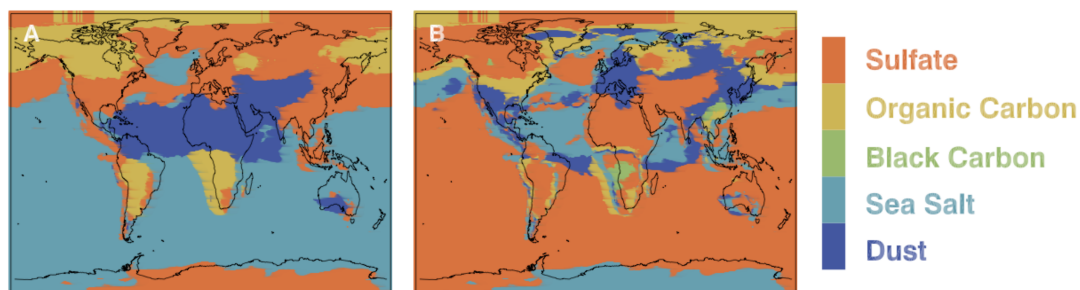 A
B
Sulfate
Organic Carbon
Black Carbon
Sea Salt
Dust